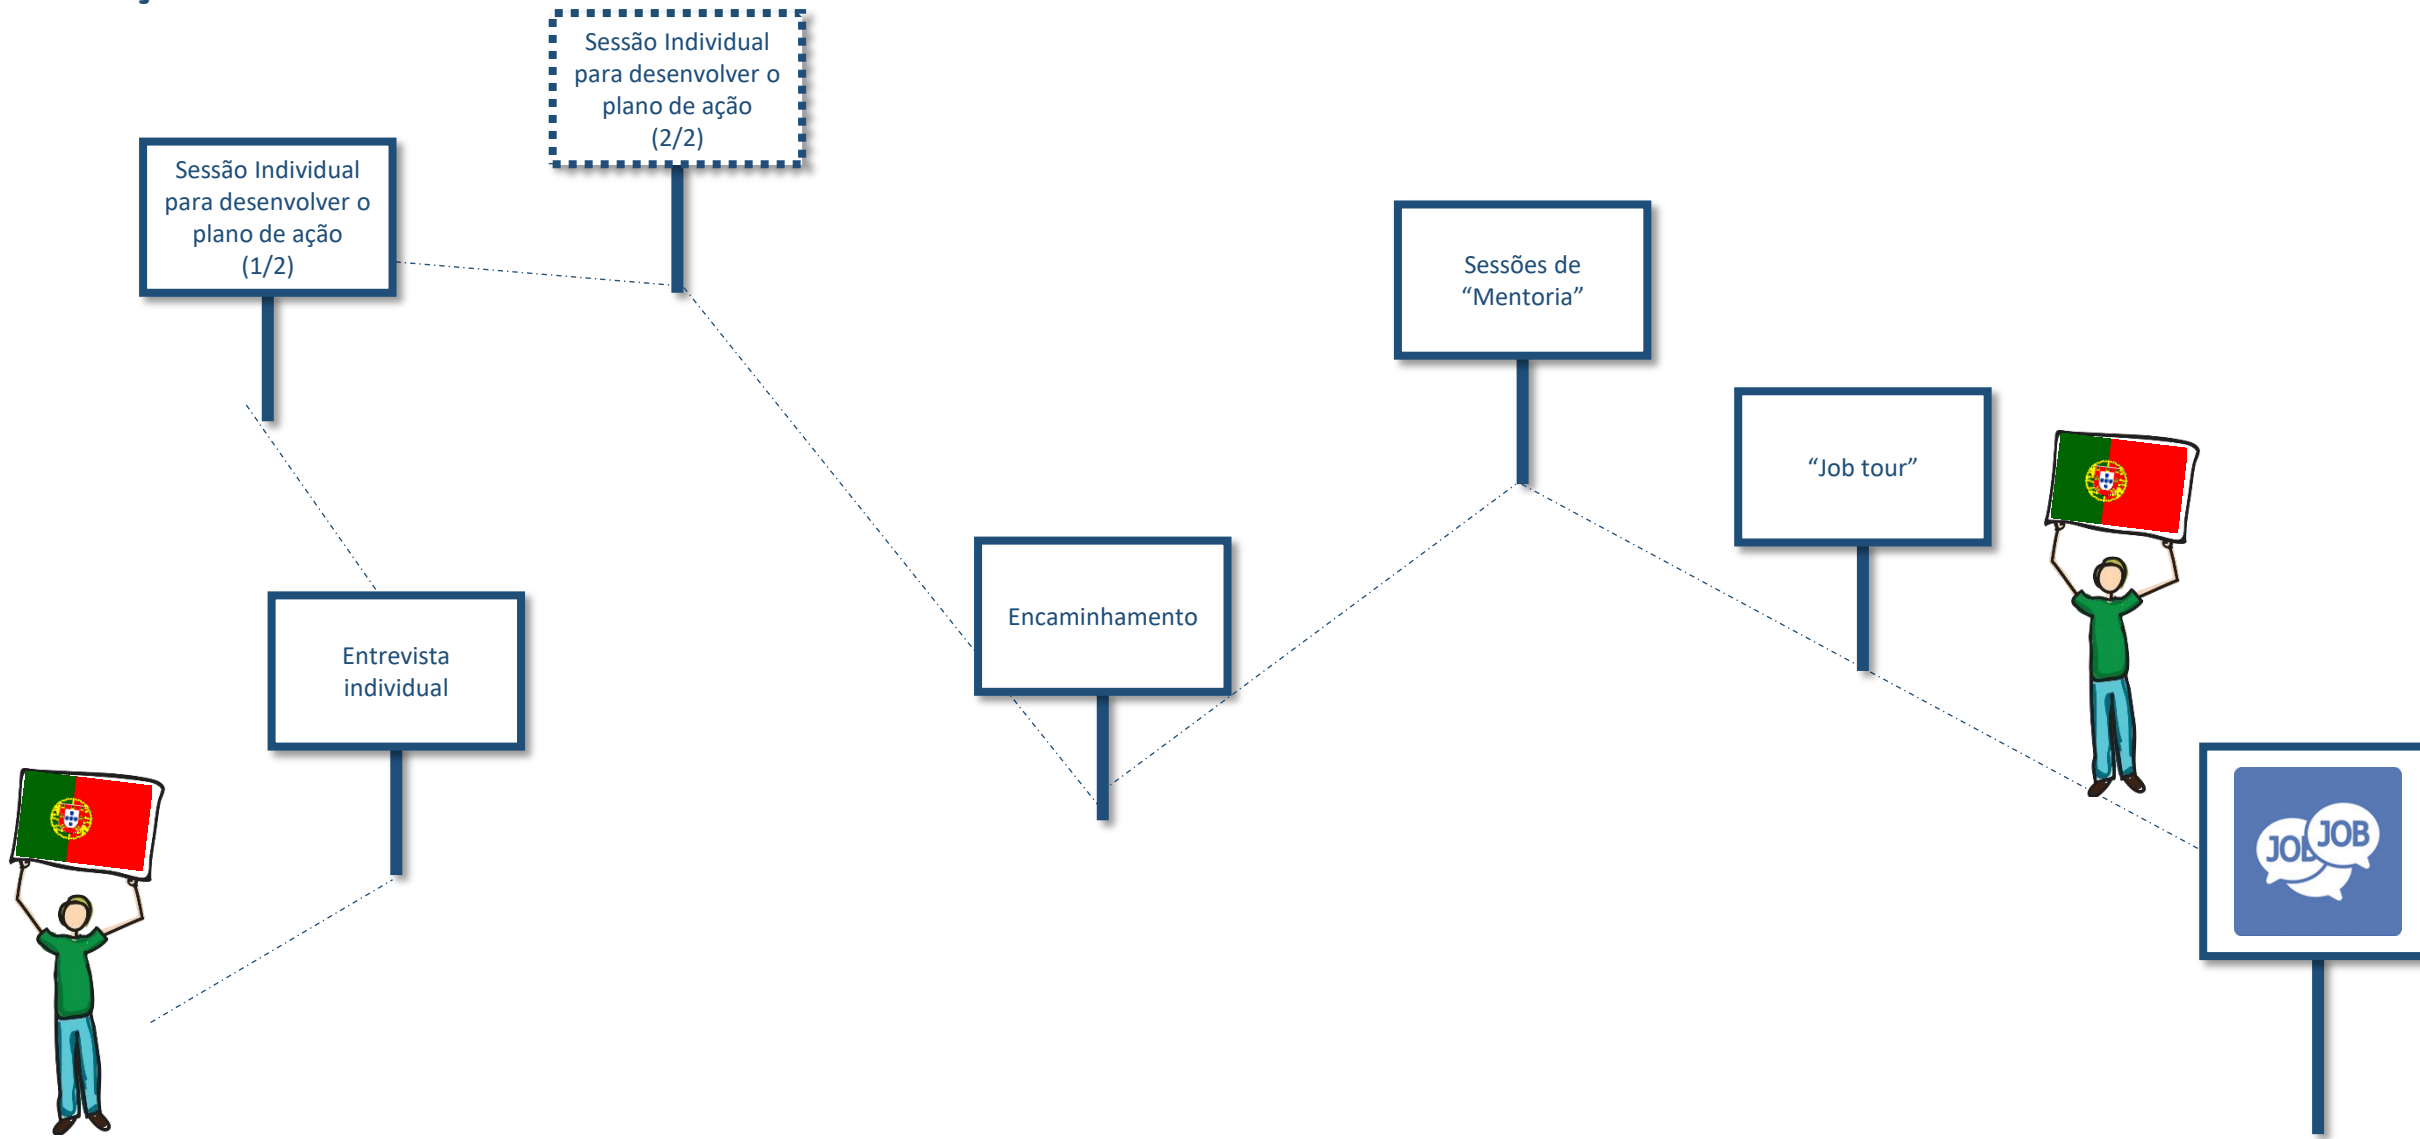 Sessão Individual
para desenvolver o
plano de ação
(2/2)
Sessão Individual
para desenvolver o
plano de ação
(1/2)
Sessões de
“Mentoria”
“Job tour”
Encaminhamento
Entrevista
individual
JOB